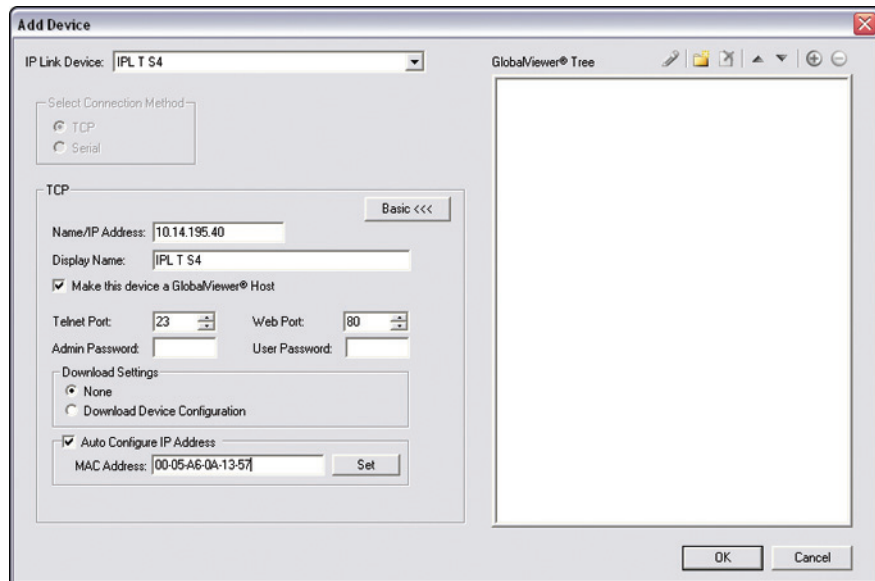 Add Device
IP Link Device: IPL T S4
GlobalViewer® Tree
Select Connection Method
TCP
Serial
TCP
Basic <<<
Name/IP Address: 10.14.195.40
Display Name: IPL T S4
Make this device a GlobalViewer® Host
Telnet Port: 23 Web Port: 80
Admin Password: User Password:
Download Settings
None
Download Device Configuration
Auto Configure IP Address
MAC Address: 00-05-A6-0A-13-57 Set
OK Cancel